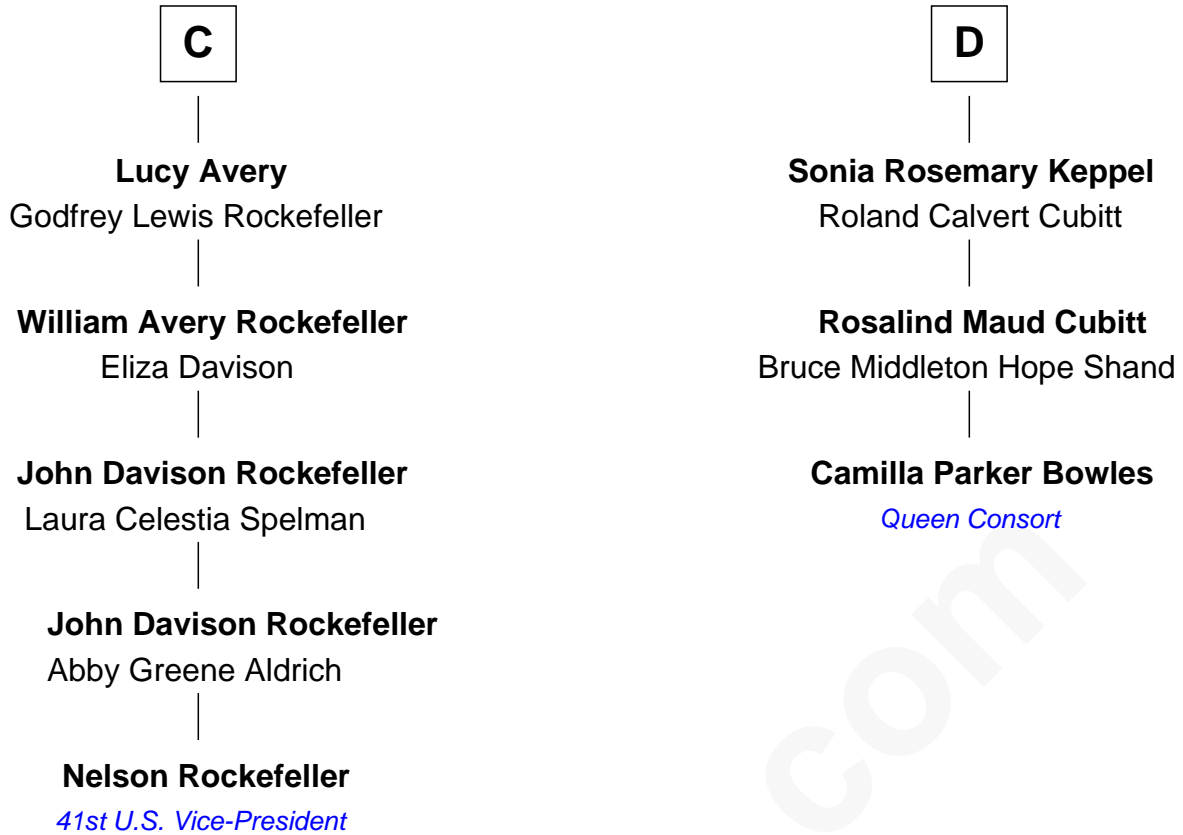 C
Lucy Avery
Godfrey Lewis Rockefeller
William Avery Rockefeller
Eliza Davison
John Davison Rockefeller
Laura Celestia Spelman
John Davison Rockefeller
Abby Greene Aldrich
Nelson Rockefeller
41st U.S. Vice-President
D
Sonia Rosemary Keppel
Roland Calvert Cubitt
Rosalind Maud Cubitt
Bruce Middleton Hope Shand
Camilla Parker Bowles
Queen Consort
com